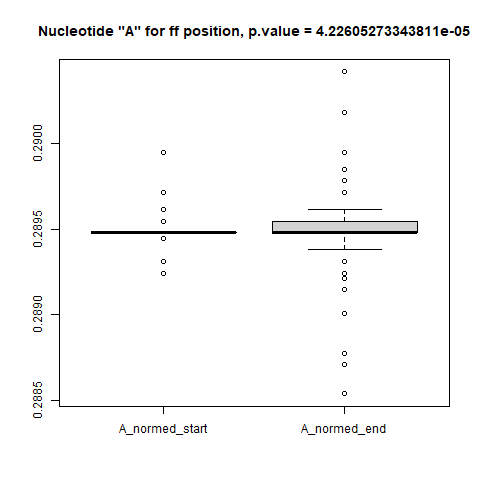 Nucleotide "A" for ff position, p.value = 4.22605273343811e-05
0.2900
0.2895
0.2890
0.2885
A_normed_start
A_normed_end